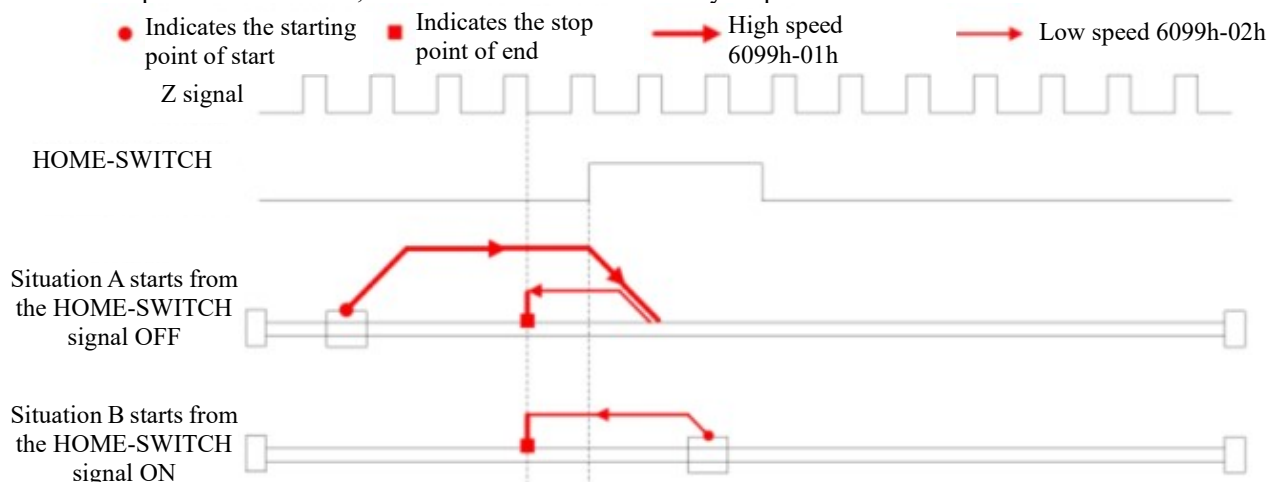 Indicates the starting
point of start
Indicates the stop
point of end
High speed
6099h-01h
Low speed 6099h-02h
Z signal
HOME-SWITCH
Situation A starts from
the HOME-SWITCH
signal OFF
Situation B starts from
the HOME-SWITCH
signal ON